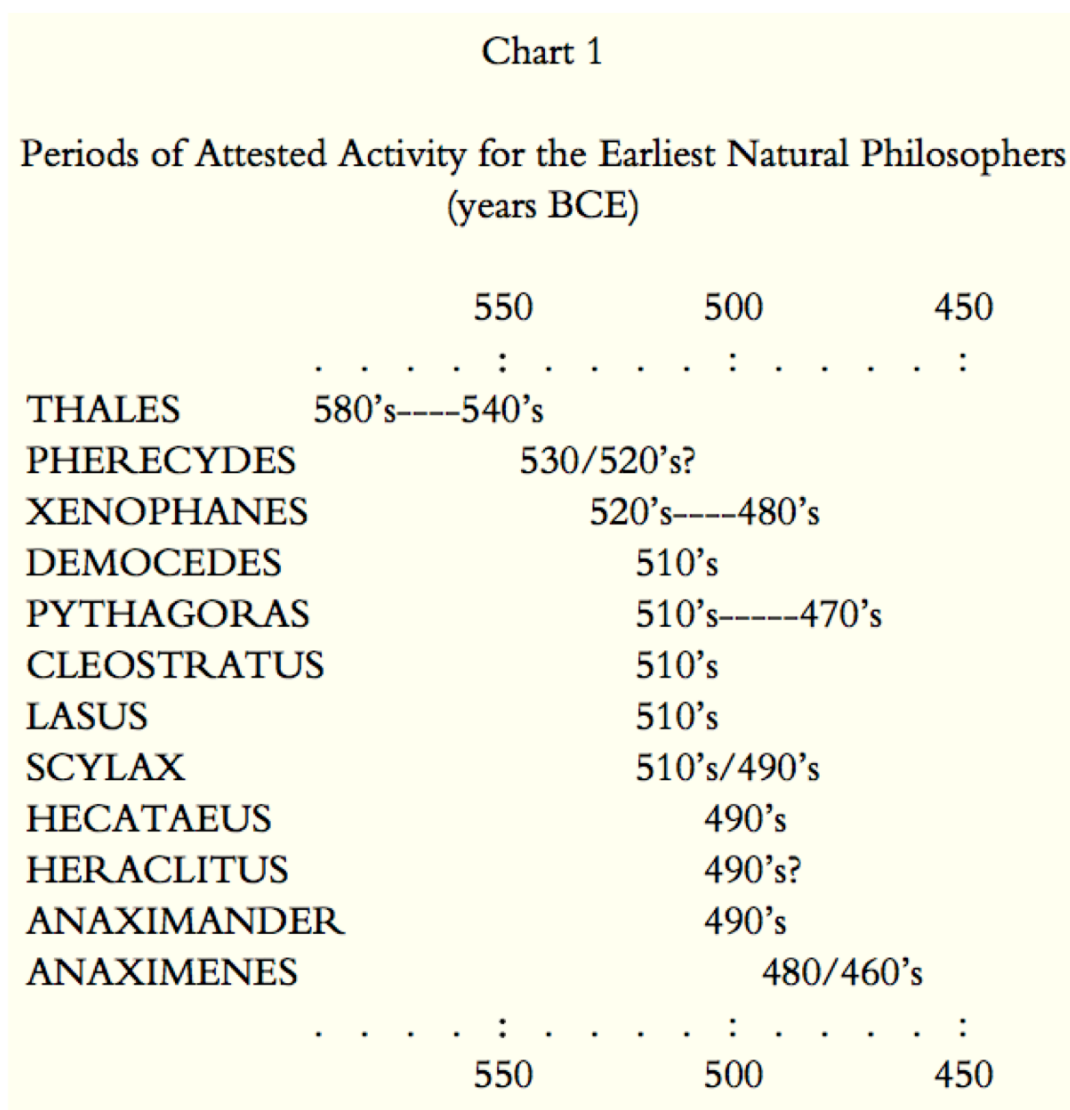 Chart 1
Periods of Attested Activity for the Earliest Natural Philosophers
(years BCE)
550 500 450
. . . . : . . . . : . . . . :
THALES 580's----540's
PHERECYDES 530/520's?
XENOPHANES 520's----480's
DEMOCEDES 510's
PYTHAGORAS 510's-----470's
CLEOSTRATUS 510's
LASUS 510's
SCYLAX 510's/490's
HECATAEUS 490's
HERACLITUS 490's?
ANAXIMANDER 490's
ANAXIMENES 480/460's
. . . . : . . . . : . . . . :
550 500 450